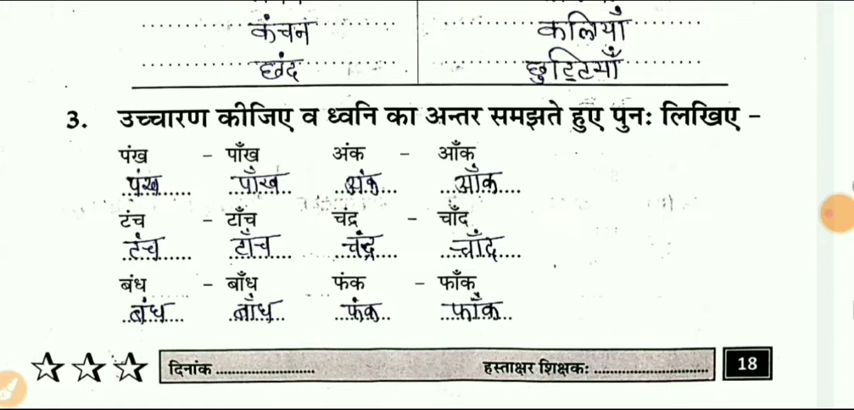 कंचन कलियाँ
छंद छुट्टियाँ
3. उच्चारण कीजिए व ध्वनि का अन्तर समझते हुए पुनः लिखिए -
पंख - पाँख अंक - आँक
पंख पाँख अंक आँक
टंच - टाँच चंद्र - चाँद
टंच टाँच चंद्र चाँद
बंध - बाँध फंक - फाँक
बंध बाँध फंक फाँक
दिनांक .......................... हस्ताक्षर शिक्षकः .............................. 18